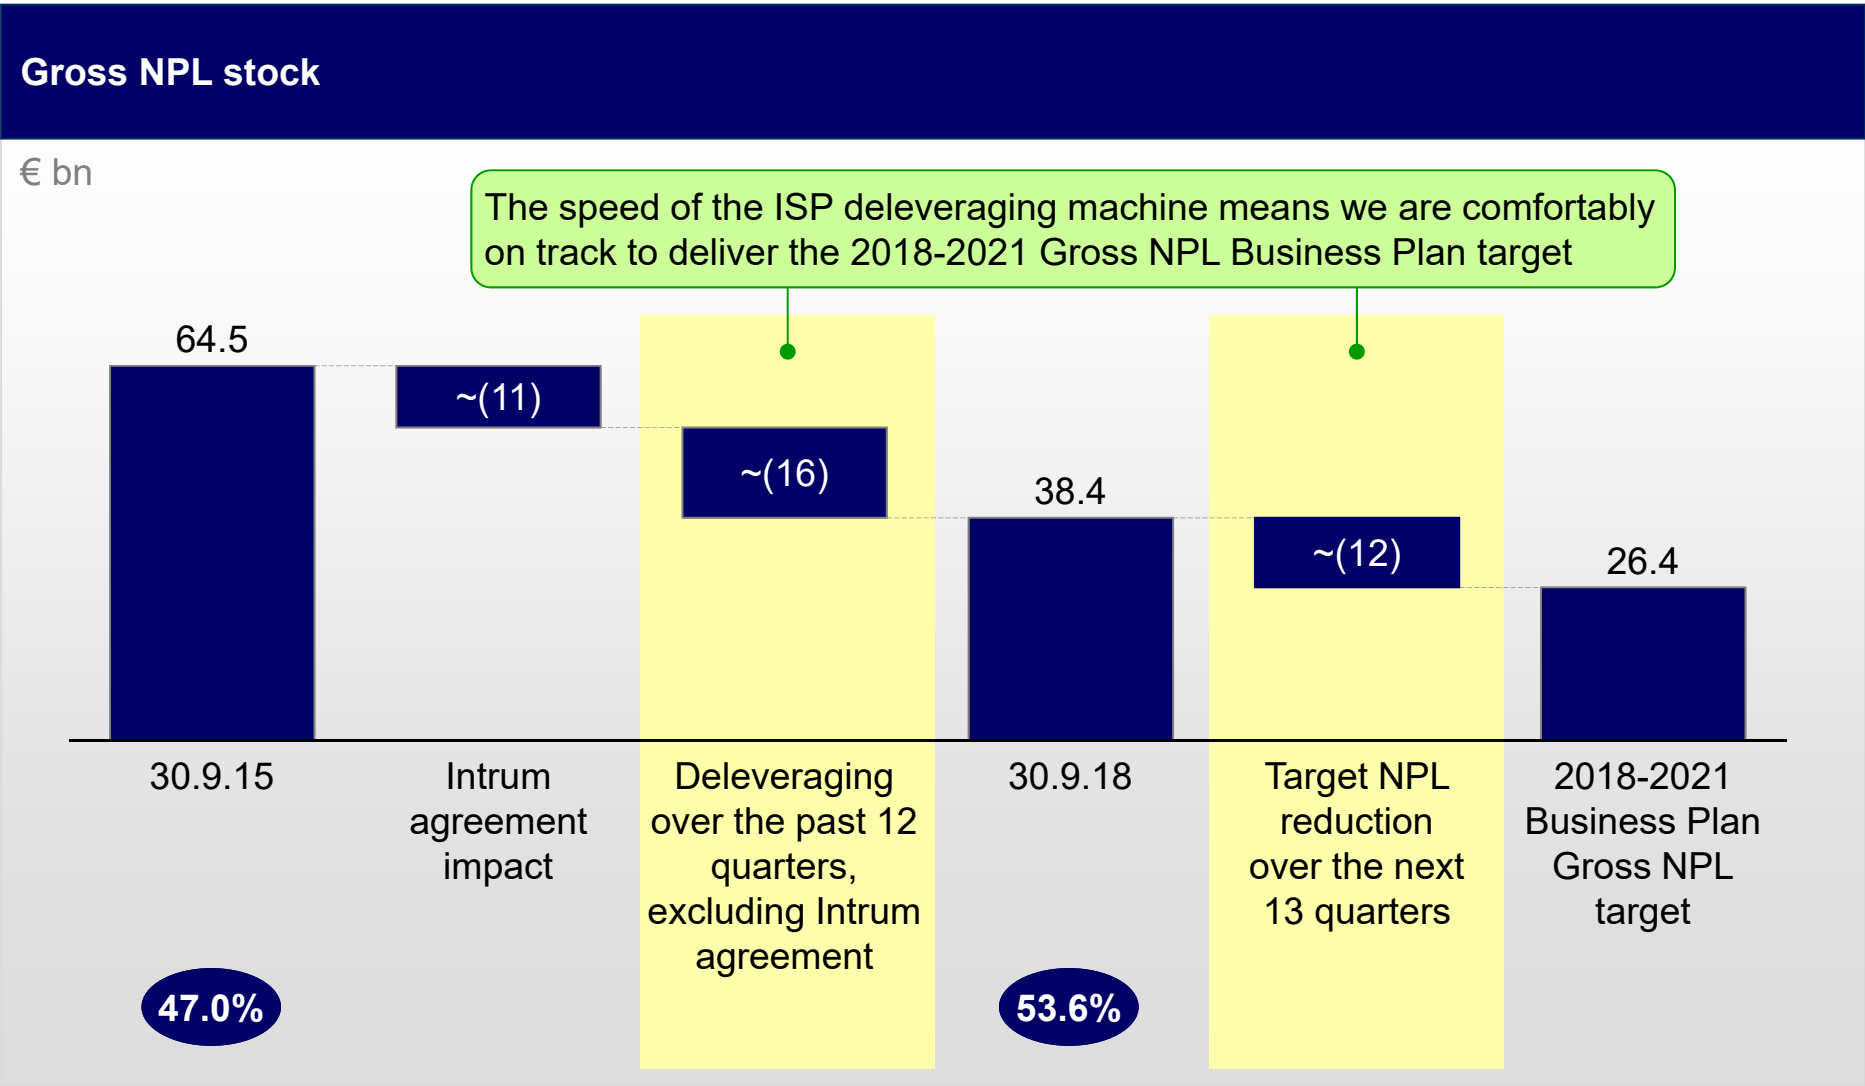 Gross NPL stock
€ bn
The speed of the ISP deleveraging machine means we are comfortably
on track to deliver the 2018-2021 Gross NPL Business Plan target
64.5
~(11)
~(16)
38.4
~(12)
26.4
30.9.15
Intrum
agreement
impact
Deleveraging
over the past 12
quarters,
excluding Intrum
agreement
30.9.18
Target NPL
reduction
over the next
13 quarters
2018-2021
Business Plan
Gross NPL
target
47.0%
53.6%